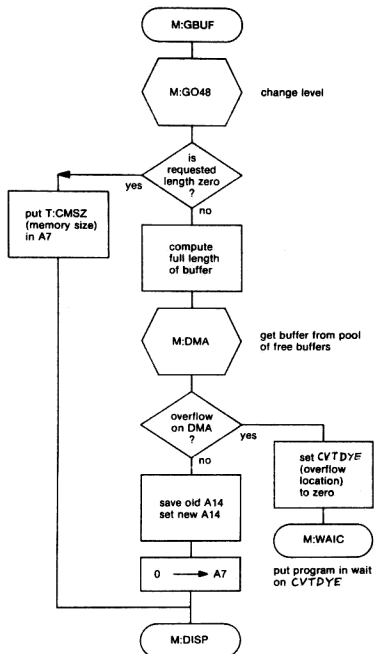 M:GBUF
M:GO48
change level
is
requested
length zero
?
yes
no
put T:CMSZ
(memory size)
in A7
compute
full length
of buffer
M:DMA
get buffer from pool
of free buffers
overflow
on DMA
?
yes
no
set CVTDYE
(overflow
location)
to zero
save old A14
set new A14
M:WAIC
put program in wait
on CVTDYE
0 → A7
M:DISP